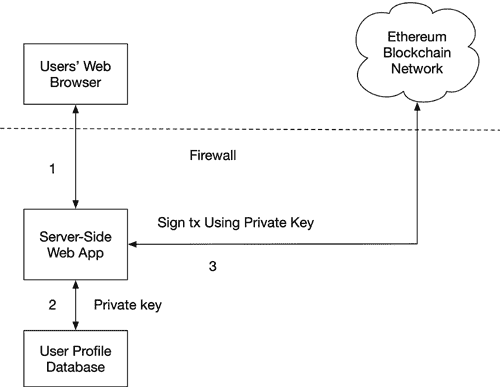 Users' Web
Browser
Ethereum
Blockchain
Network
1
Firewall
Server-Side
Web App
Sign tx Using Private Key
3
2
Private key
User Profile
Database